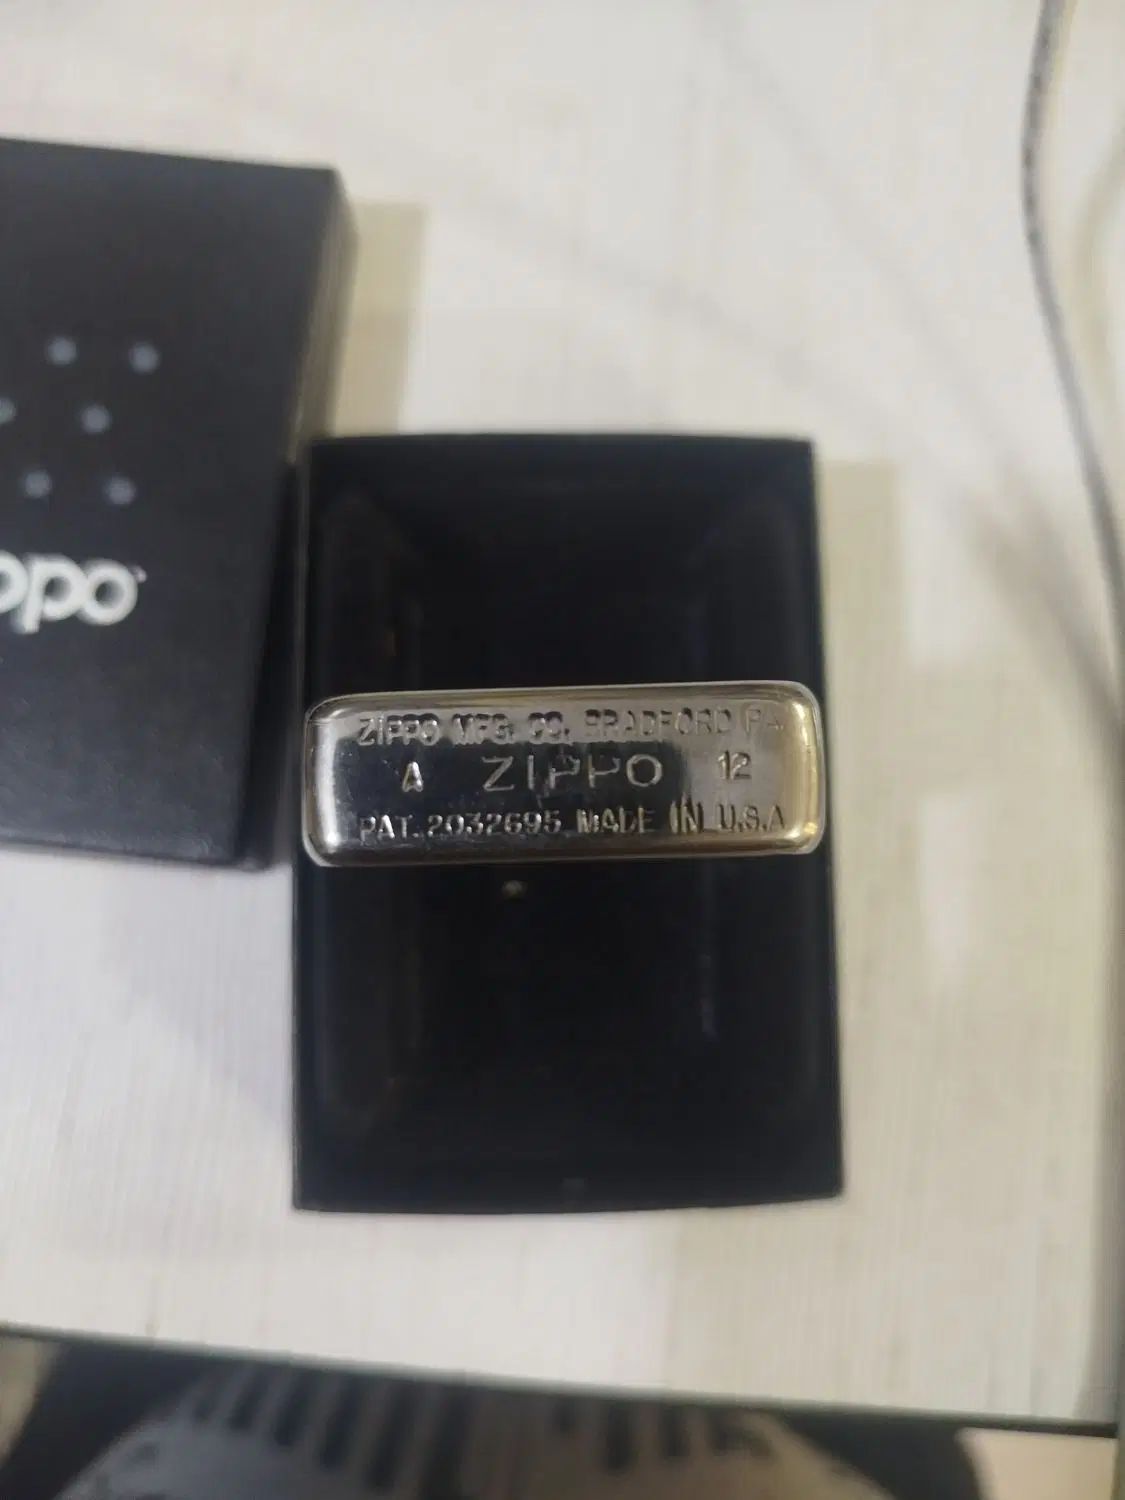 ppo
ZIPPO MFG. CO. BRADFORD PA.
A ZIPPO 12
PAT. 2032695 MADE IN U.S.A